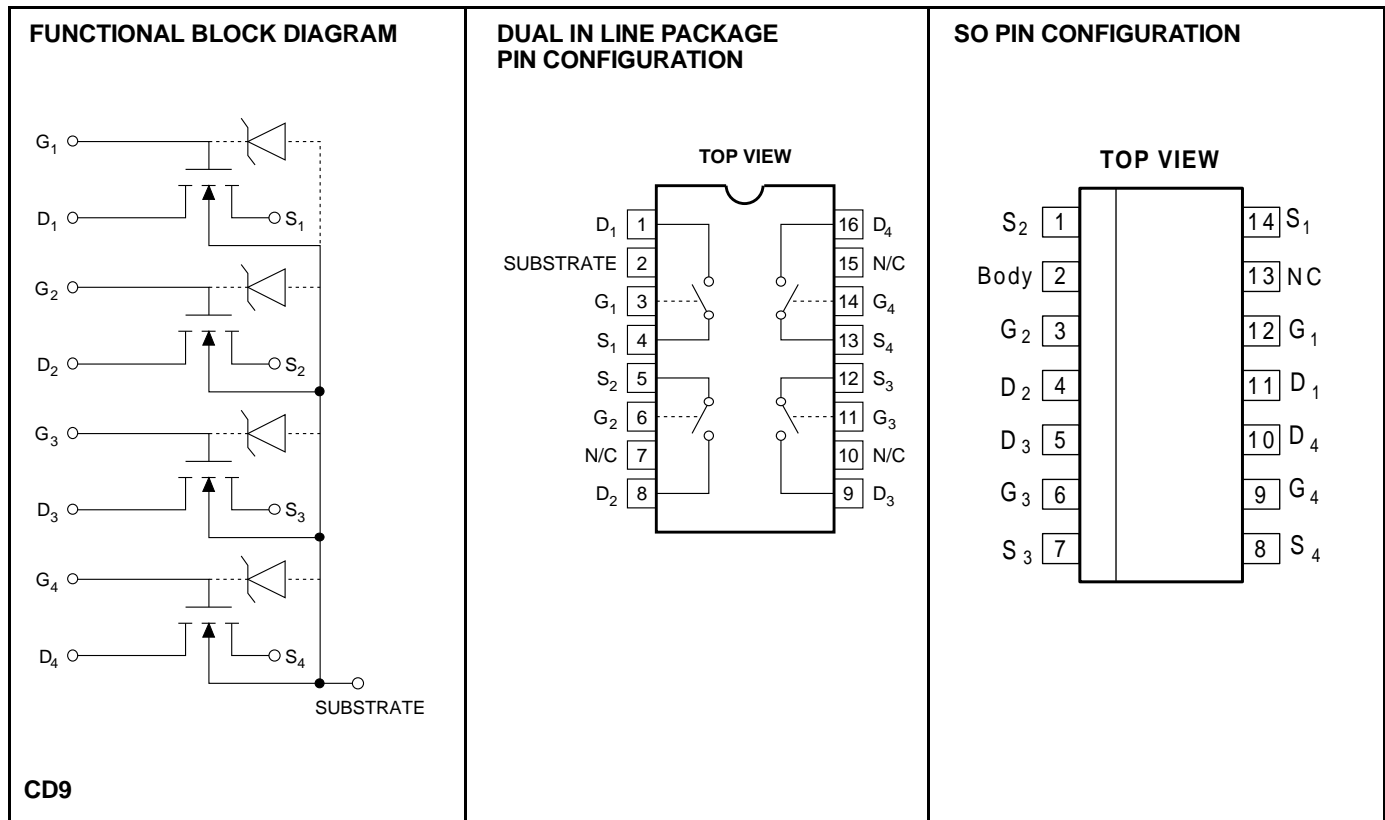 FUNCTIONAL BLOCK DIAGRAM
G1
D1
S1
G2
D2
S2
G3
D3
S3
G4
D4
S4
SUBSTRATE
CD9
DUAL IN LINE PACKAGE
PIN CONFIGURATION
TOP VIEW
D1 1 16 D4
SUBSTRATE 2 15 N/C
G1 3 14 G4
S1 4 13 S4
S2 5 12 S3
G2 6 11 G3
N/C 7 10 N/C
D2 8 9 D3
SO PIN CONFIGURATION
TOP VIEW
S2 1 14 S1
Body 2 13 NC
G2 3 12 G1
D2 4 11 D1
D3 5 10 D4
G3 6 9 G4
S3 7 8 S4